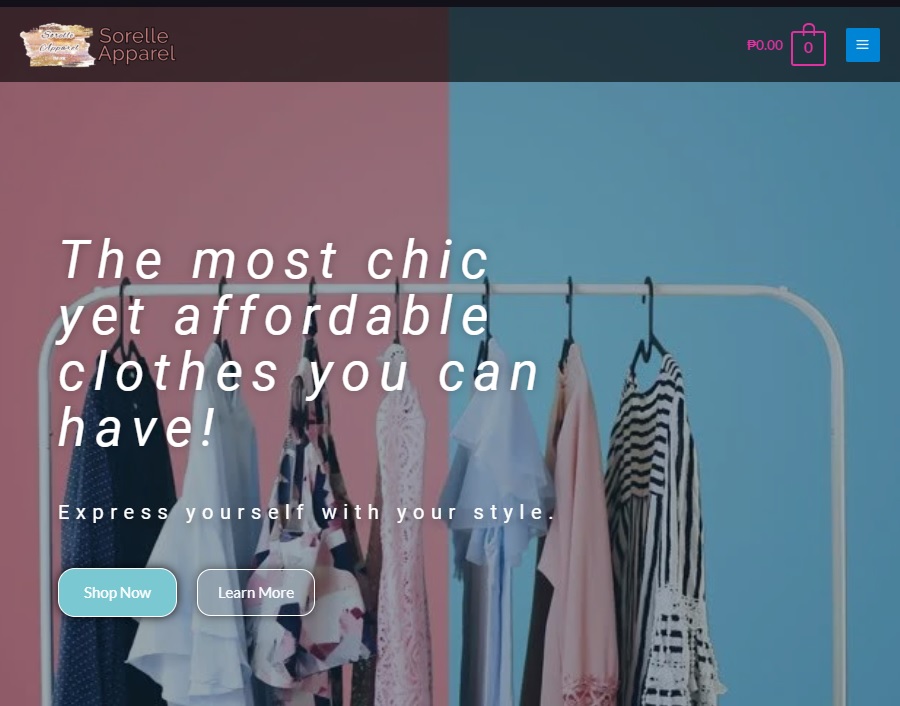 Sorelle
Apparel
Sorelle
Apparel
₱0.00
0
The most chic
yet affordable
clothes you can
have!
Express yourself with your style.
Shop Now
Learn More